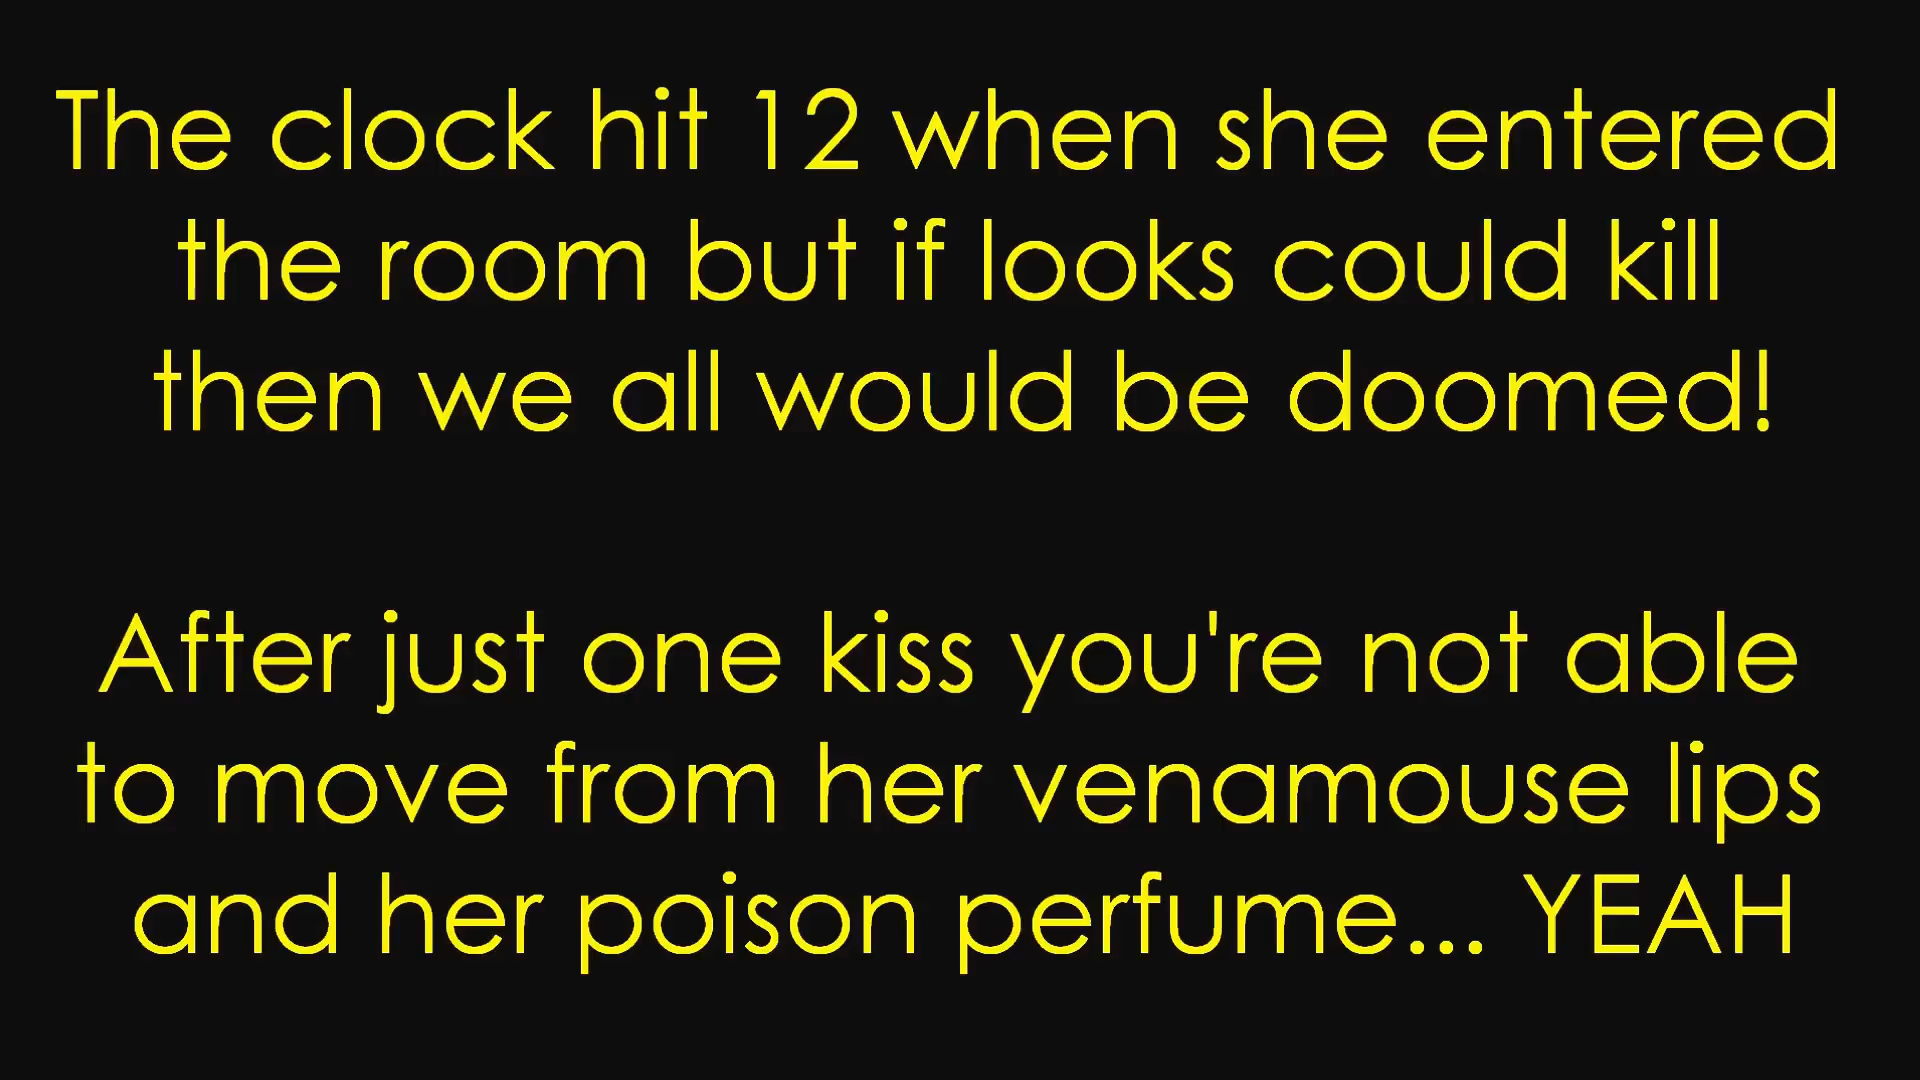 The clock hit 12 when she entered
the room but if looks could kill
then we all would be doomed!
After just one kiss you're not able
to move from her venamouse lips
and her poison perfume... YEAH